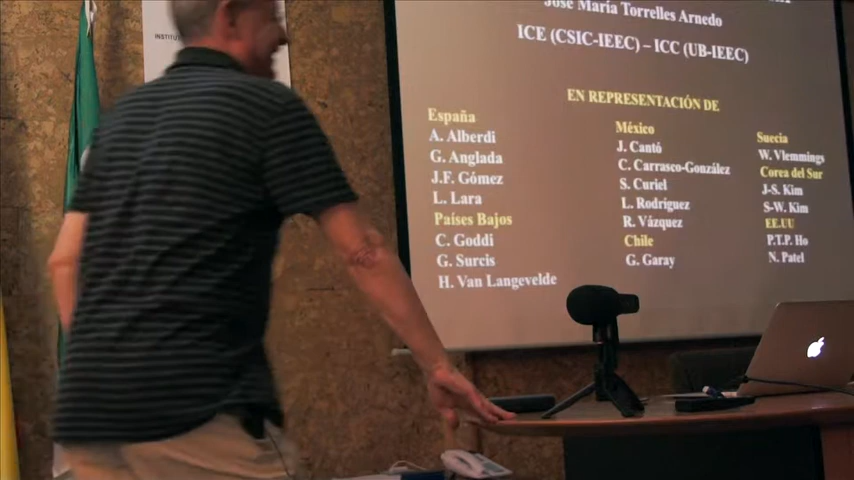 INSTITU
José María Torrelles Arnedo
ICE (CSIC-IEEC) – ICC (UB-IEEC)
EN REPRESENTACIÓN DE
España
A. Alberdi
G. Anglada
J.F. Gómez
L. Lara
Países Bajos
C. Goddi
G. Surcis
H. Van Langevelde
México
J. Cantó
C. Carrasco-González
S. Curiel
L. Rodríguez
R. Vázquez
Chile
G. Garay
Suecia
W. Vlemmings
Corea del Sur
J-S. Kim
S-W. Kim
EE.UU
P.T.P. Ho
N. Patel